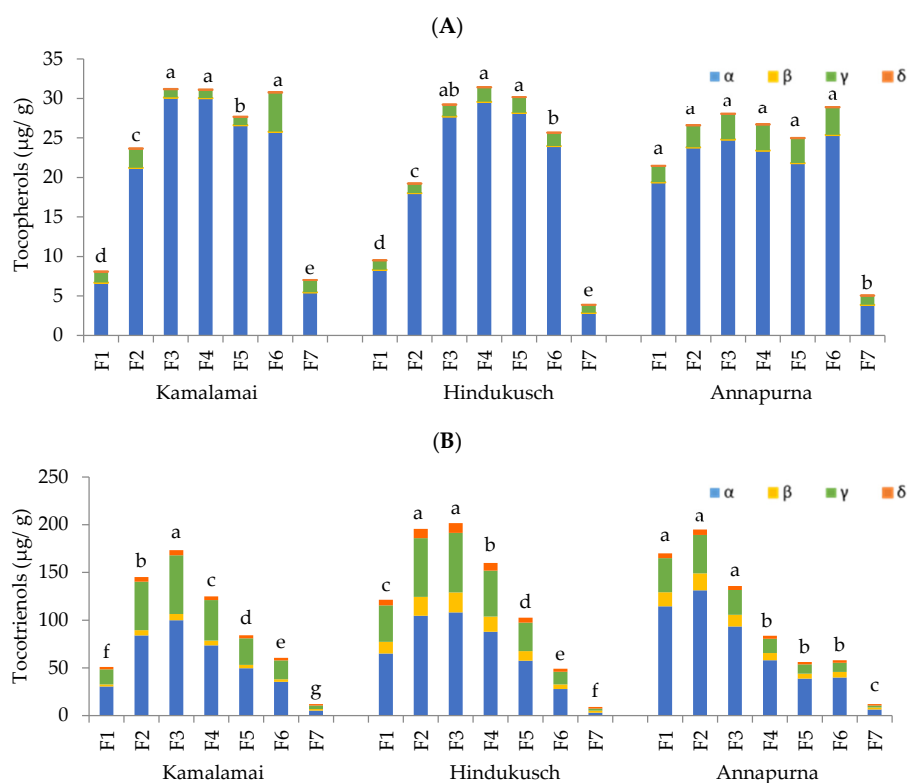 (A)
Tocopherols (µg/ g)
35
30
25
20
15
10
5
0
α β γ δ
d c a a b a e
d c ab a a b e
a a a a a a b
F1 F2 F3 F4 F5 F6 F7 F1 F2 F3 F4 F5 F6 F7 F1 F2 F3 F4 F5 F6 F7
Kamalamai Hindukusch Annapurna
(B)
Tocotrienols (µg/ g)
250
200
150
100
50
0
α β γ δ
f b a c d e g
c a a b d e f
a a a b b b c
F1 F2 F3 F4 F5 F6 F7 F1 F2 F3 F4 F5 F6 F7 F1 F2 F3 F4 F5 F6 F7
Kamalamai Hindukusch Annapurna